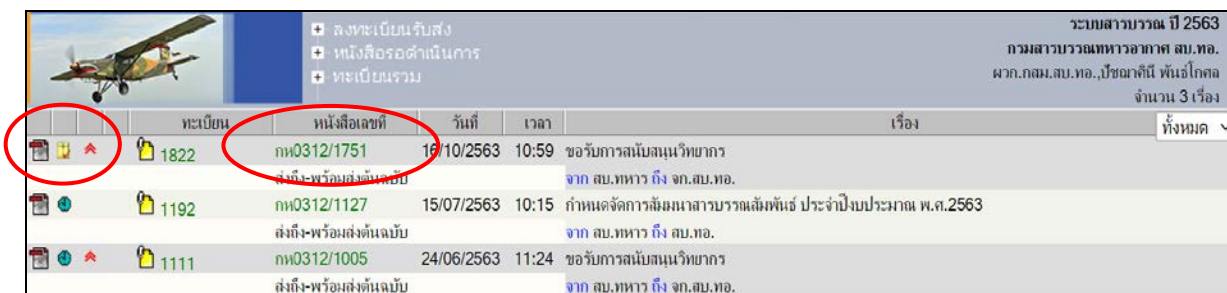 ลงทะเบียนรับส่ง
หนังสือรอดำเนินการ
ทะเบียนรวม
ระบบสารบรรณ ปี 2563
กรมสารบรรณทหารอากาศ สบ.ทอ.
ผวก.กสม.สบ.ทอ.,ปัชฌาศินี พันธ์โกศล
จำนวน 3 เรื่อง
ทะเบียน หนังสือเลขที่ วันที่ เวลา เรื่อง ทั้งหมด
1822 กห0312/1751 16/10/2563 10:59 ขอรับการสนับสนุนวิทยากร
ส่งถึง-พร้อมส่งต้นฉบับ จาก สบ.ทหาร ถึง จก.สบ.ทอ.
1192 กห0312/1127 15/07/2563 10:15 กำหนดจัดการสัมมนาสารบรรณสัมพันธ์ ประจำปีงบประมาณ พ.ศ.2563
ส่งถึง-พร้อมส่งต้นฉบับ จาก สบ.ทหาร ถึง สบ.ทอ.
1111 กห0312/1005 24/06/2563 11:24 ขอรับการสนับสนุนวิทยากร
ส่งถึง-พร้อมส่งต้นฉบับ จาก สบ.ทหาร ถึง จก.สบ.ทอ.